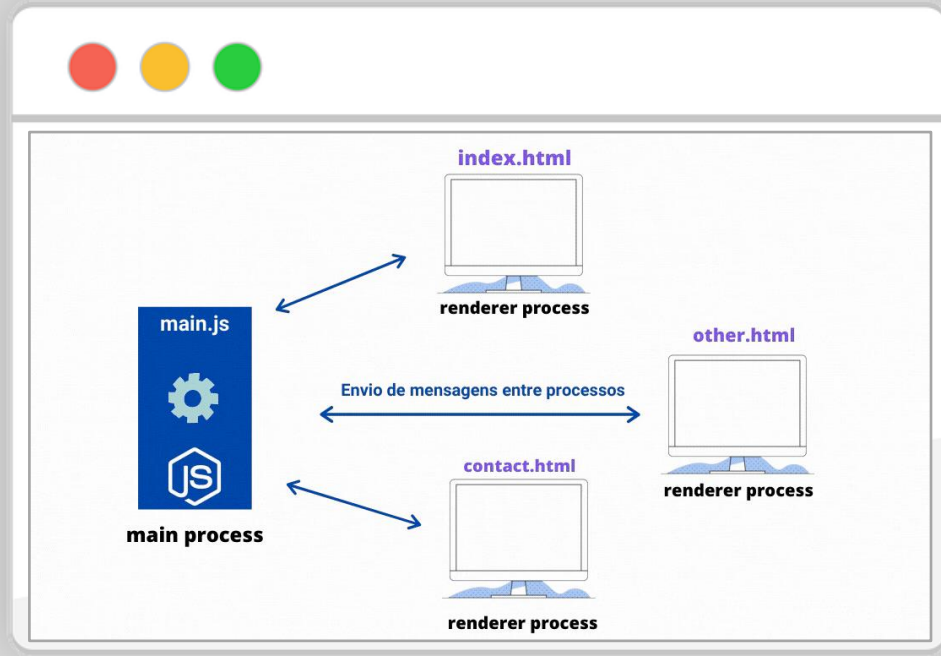 index.html
renderer process
main.js
JS
main process
other.html
Envio de mensagens entre processos
renderer process
contact.html
renderer process